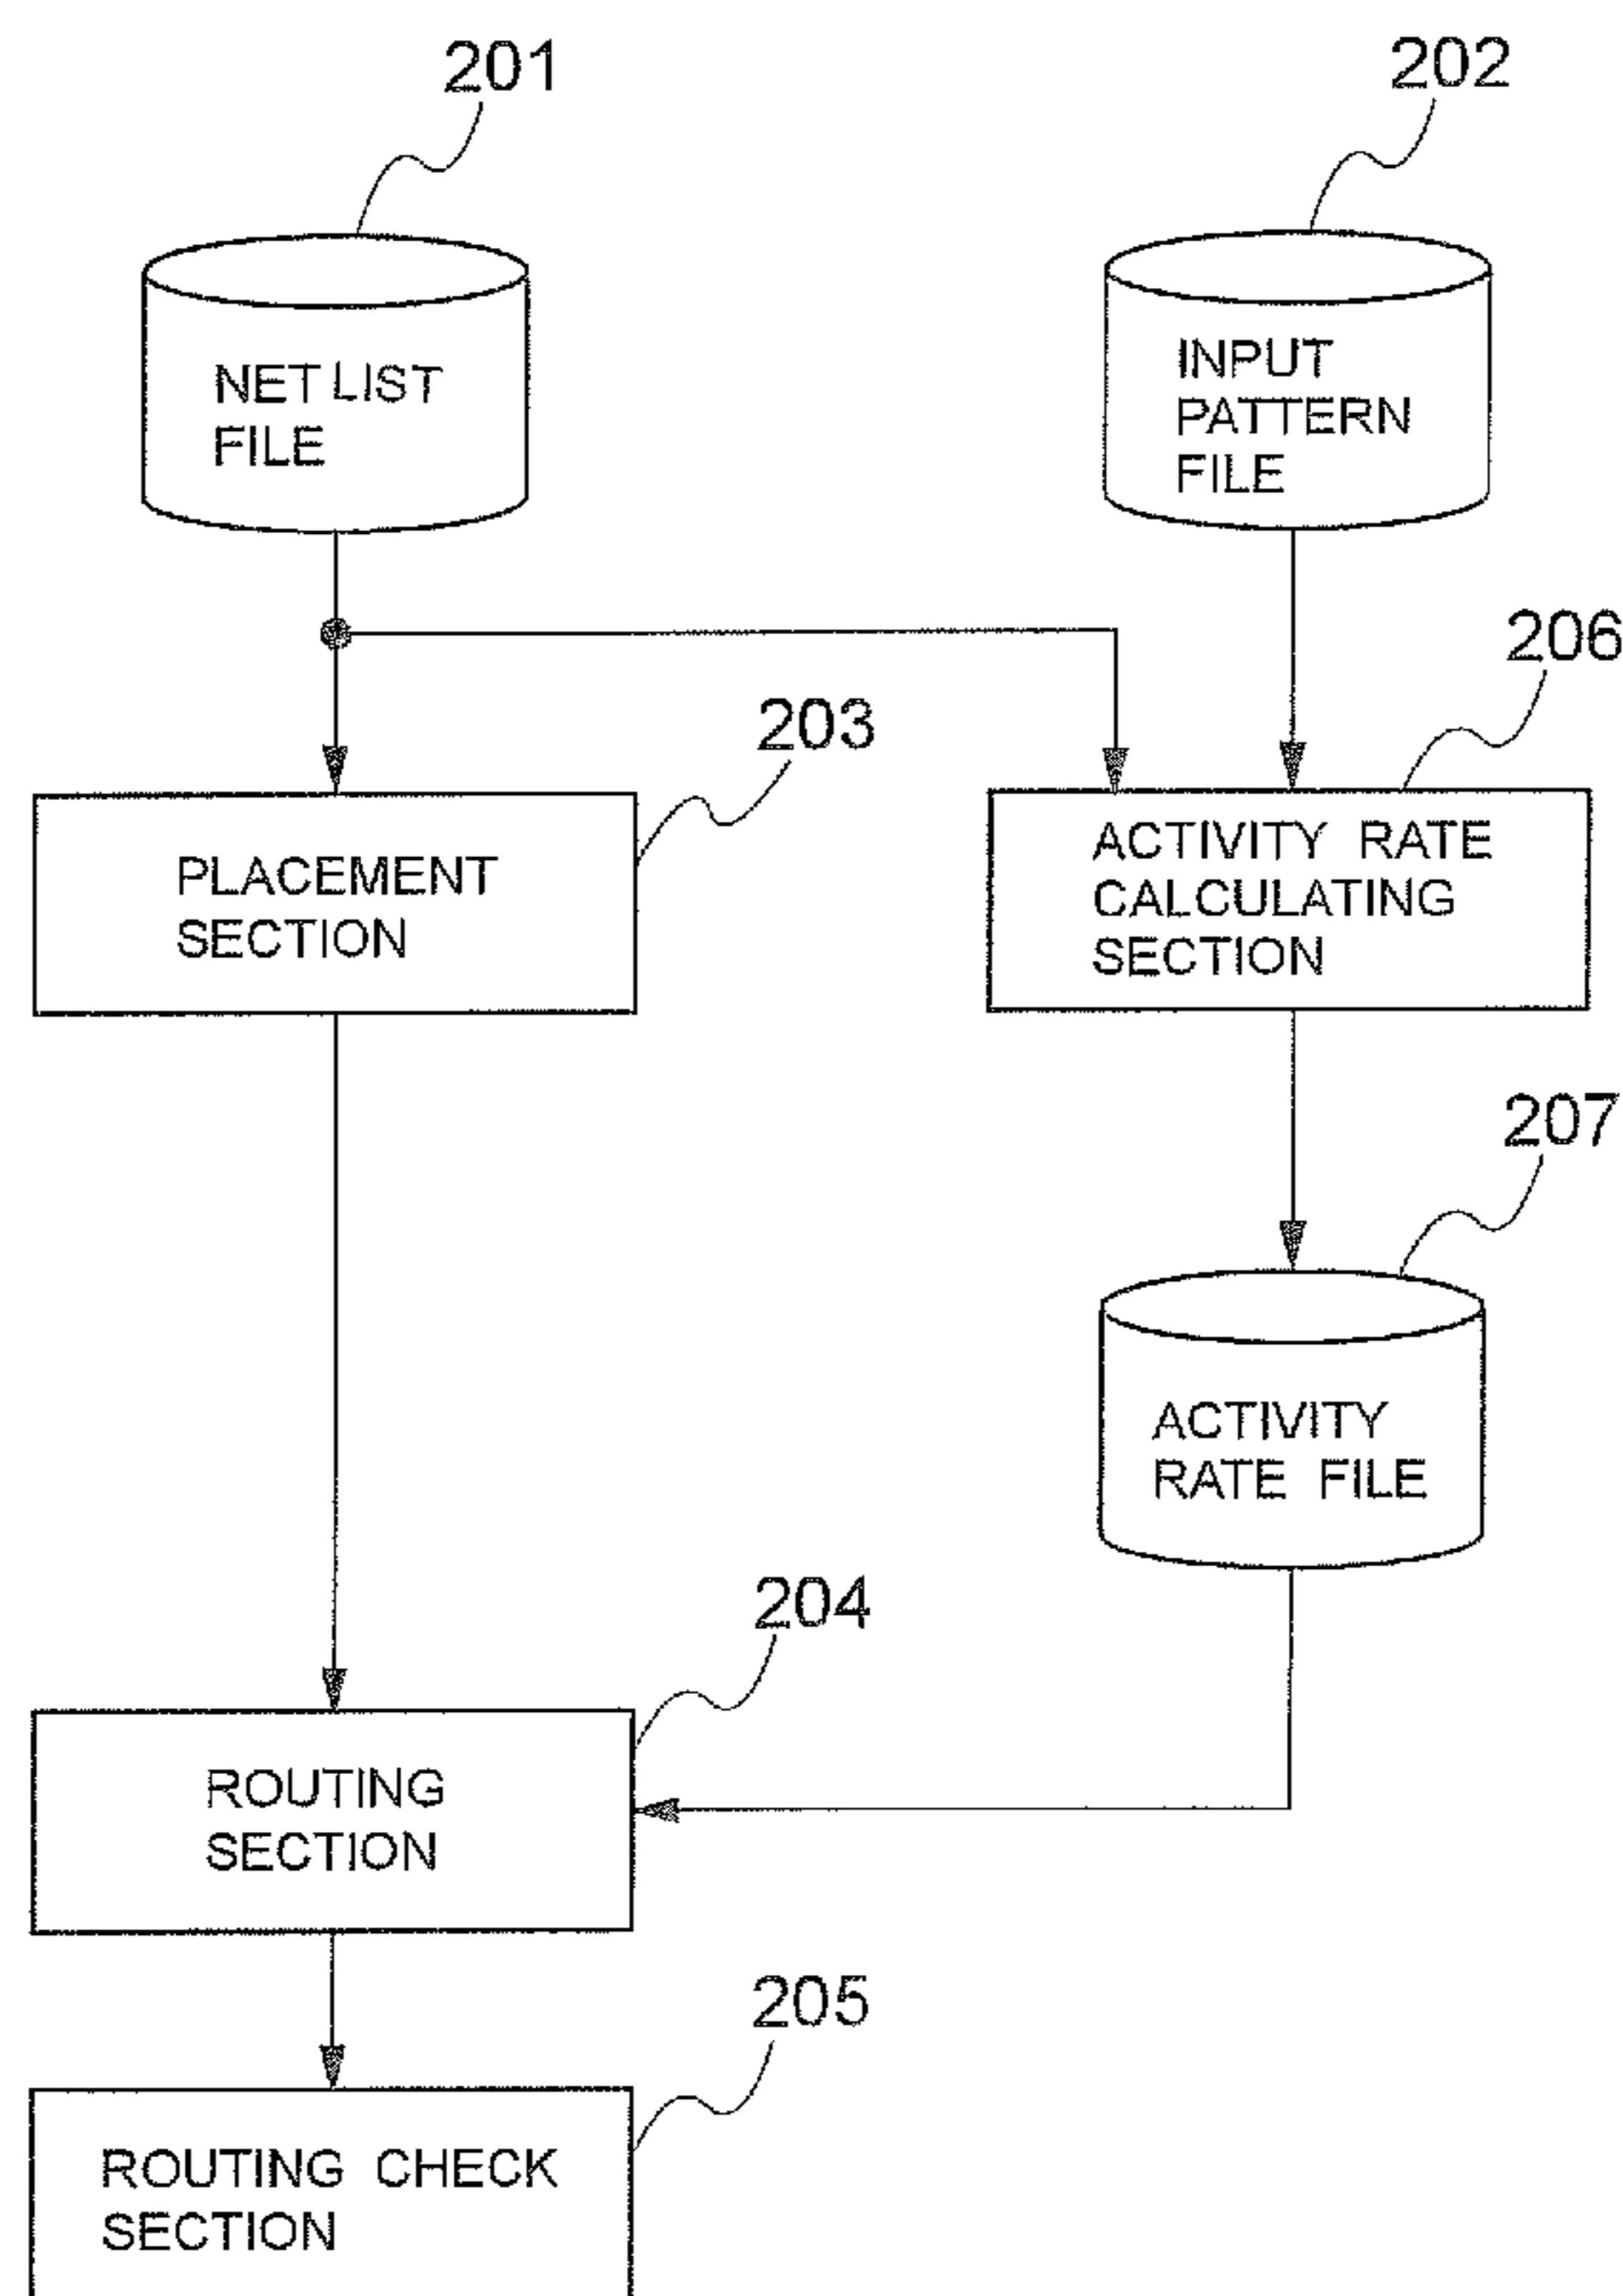 201
202
NET LIST
FILE
INPUT
PATTERN
FILE
206
203
PLACEMENT
SECTION
ACTIVITY RATE
CALCULATING
SECTION
207
ACTIVITY
RATE FILE
204
ROUTING
SECTION
205
ROUTING CHECK
SECTION